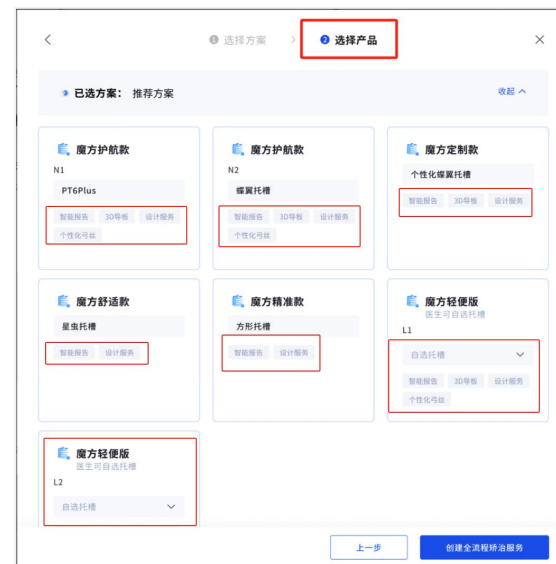 ❶ 选择方案
❷ 选择产品
已选方案： 推荐方案
收起
魔方护航款
N1
PT6Plus
智能报告 3D导板 设计服务
个性化弓丝
魔方护航款
N2
蝶翼托槽
智能报告 3D导板 设计服务
个性化弓丝
魔方定制款
个性化蝶翼托槽
智能报告 3D导板 设计服务
魔方舒适款
星虫托槽
智能报告 设计服务
魔方精准款
方形托槽
智能报告 设计服务
魔方轻便版
医生可自选托槽
L1
自选托槽
智能报告 3D导板 设计服务
个性化弓丝
魔方轻便版
医生可自选托槽
L2
自选托槽
上一步
创建全流程矫治服务